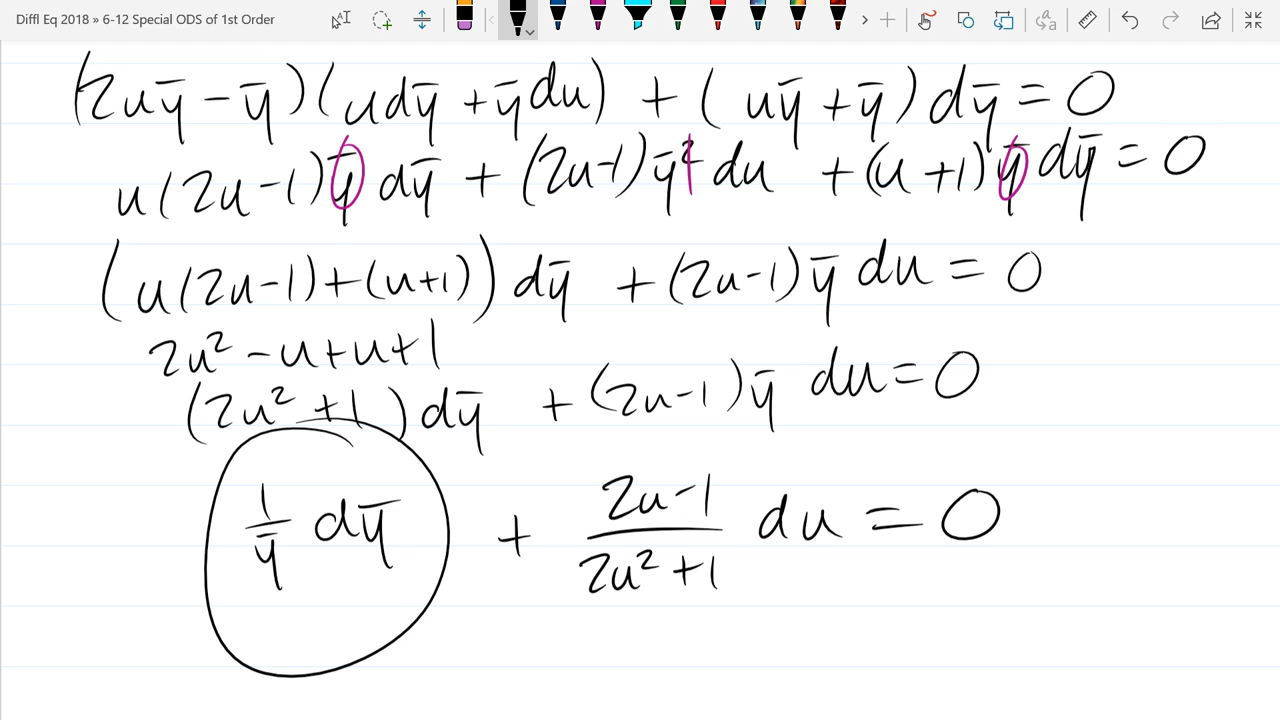 Diffl Eq 2018 » 6-12 Special ODS of 1st Order
(2uȳ − ȳ)(udȳ + ȳdu) + (uȳ + ȳ)dȳ = 0
u(2u−1)ȳ dȳ + (2u−1)ȳ² du + (u+1)ȳ dȳ = 0
(u(2u−1)+(u+1)) dȳ + (2u−1)ȳ du = 0
2u² − u + u + 1
(2u² + 1) dȳ + (2u−1)ȳ du = 0
1/ȳ dȳ + (2u−1)/(2u²+1) du = 0